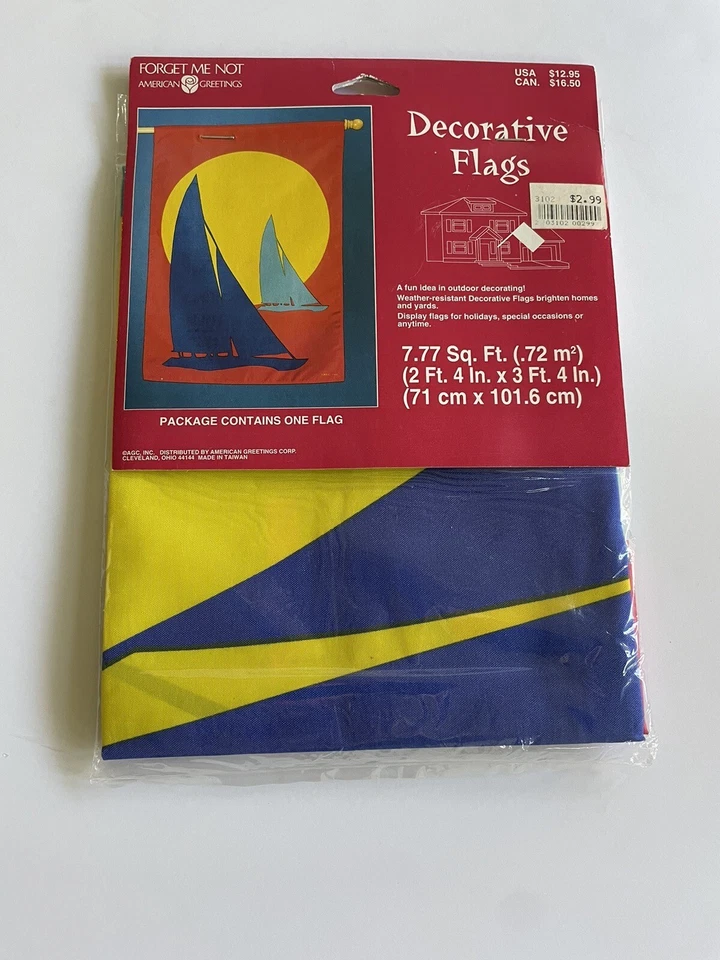 FORGET ME NOT
AMERICAN GREETINGS
USA $12.95
CAN. $16.50
Decorative
Flags
3102 $2.99
03102 00299
A fun idea in outdoor decorating!
Weather-resistant Decorative Flags brighten homes
and yards.
Display flags for holidays, special occasions or
anytime.
7.77 Sq. Ft. (.72 m²)
(2 Ft. 4 In. x 3 Ft. 4 In.)
(71 cm x 101.6 cm)
PACKAGE CONTAINS ONE FLAG
©AGC, INC. DISTRIBUTED BY AMERICAN GREETINGS CORP.
CLEVELAND, OHIO 44144 MADE IN TAIWAN